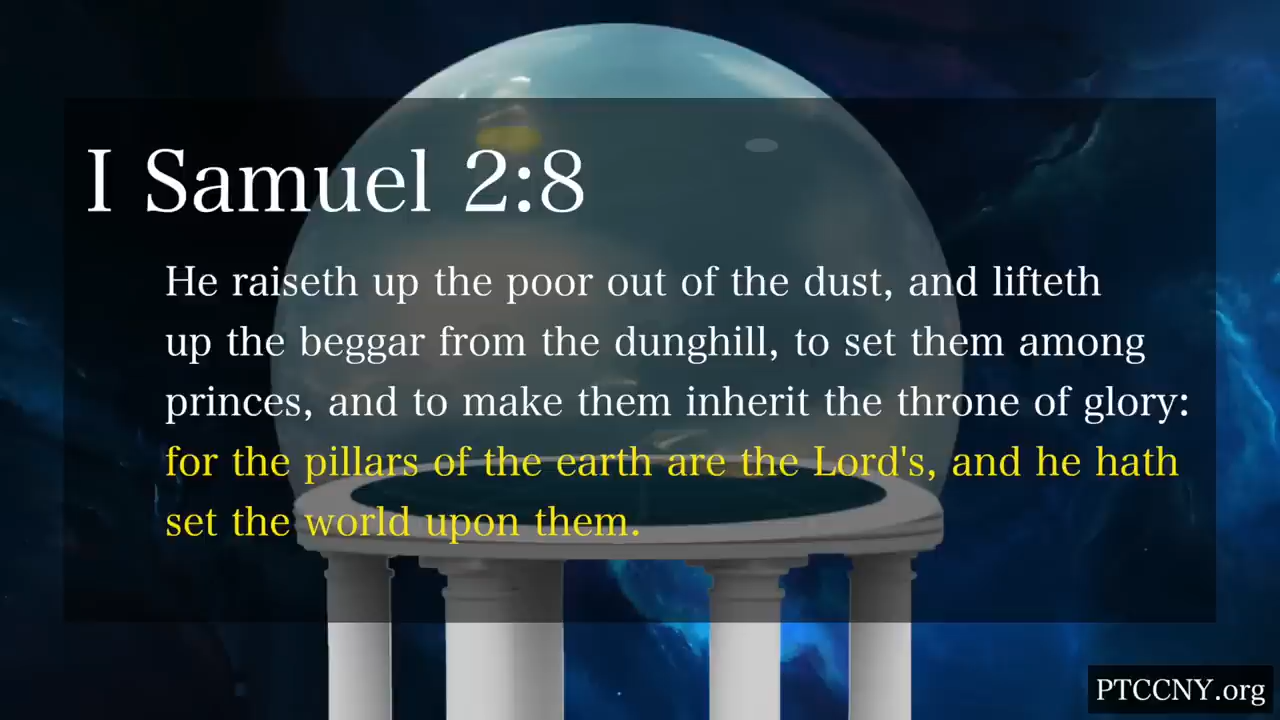 I Samuel 2:8
He raiseth up the poor out of the dust, and lifteth
up the beggar from the dunghill, to set them among
princes, and to make them inherit the throne of glory:
for the pillars of the earth are the Lord's, and he hath
set the world upon them.
PTCCNY.org